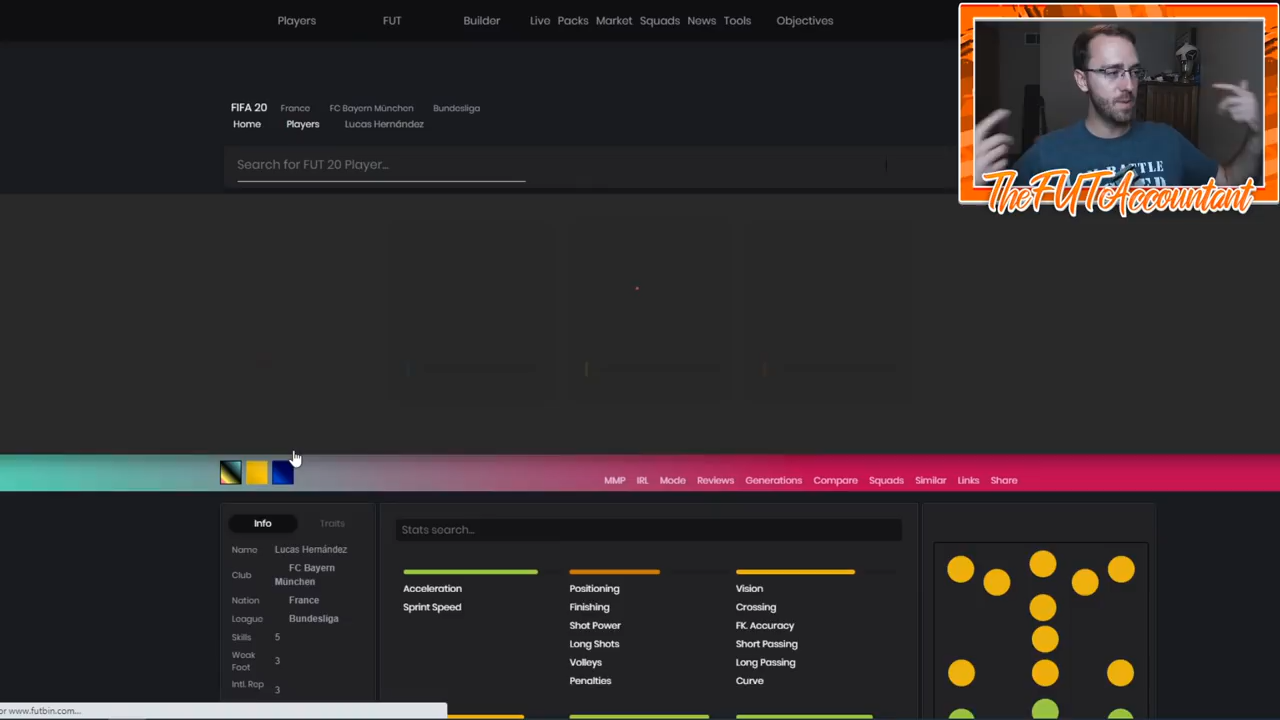 Players FUT Builder Live Packs Market Squads News Tools Objectives
FIFA 20 France FC Bayern München Bundesliga
Home Players Lucas Hernández
Search for FUT 20 Player...
BATTLE
TheFUTAccountant
MMP IRL Mode Reviews Generations Compare Squads Similar Links Share
Info Traits
Stats search...
Name Lucas Hernández
Club FC Bayern München
Nation France
League Bundesliga
Skills 5
Weak Foot 3
Intl. Rep 3
Acceleration
Sprint Speed
Positioning
Finishing
Shot Power
Long Shots
Volleys
Penalties
Vision
Crossing
FK. Accuracy
Short Passing
Long Passing
Curve
or www.futbin.com...